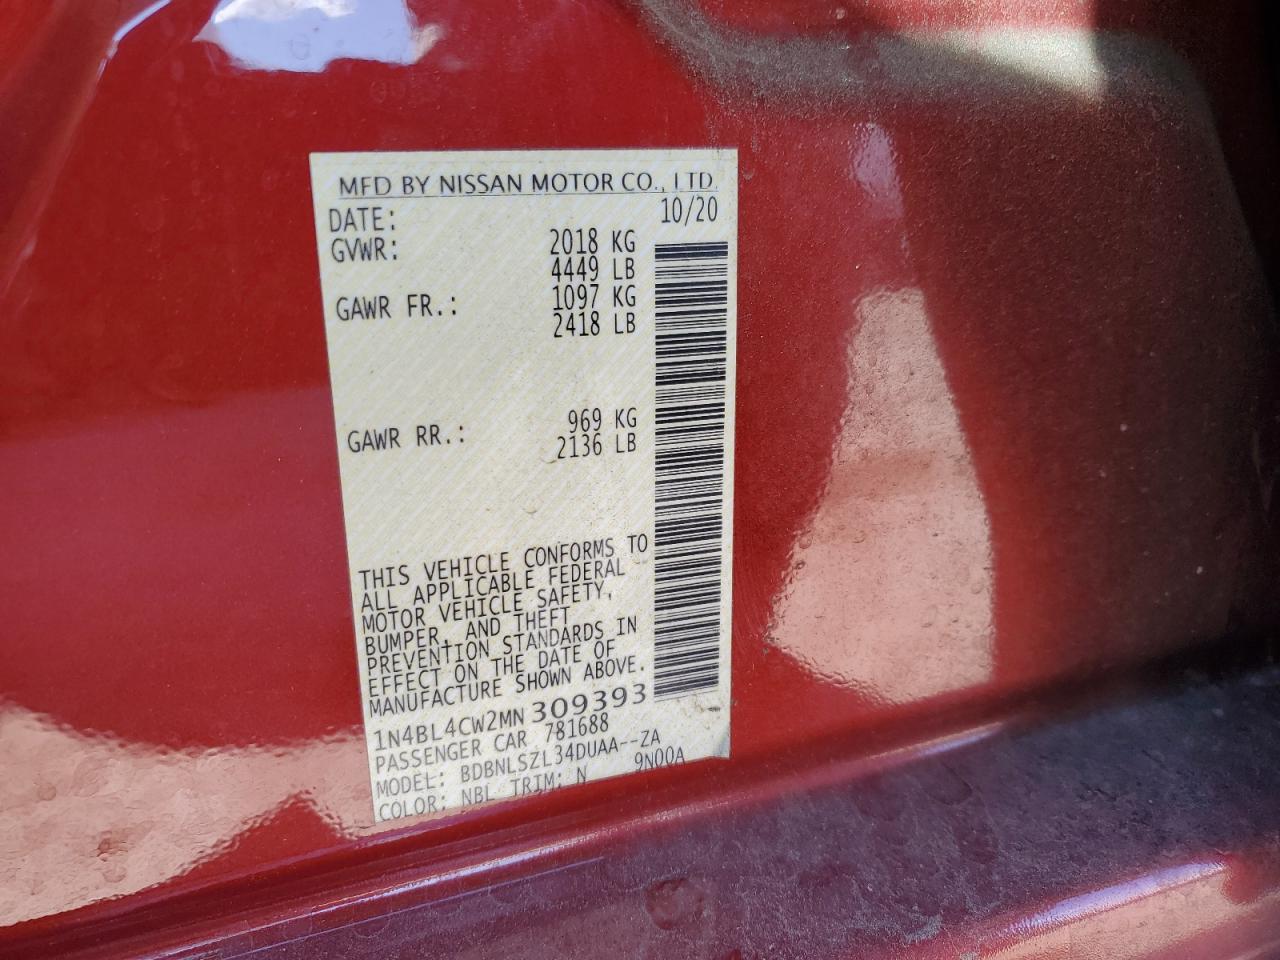 MFD BY NISSAN MOTOR CO., LTD.
DATE: 10/20
GVWR: 2018 KG
4449 LB
GAWR FR.: 1097 KG
2418 LB
GAWR RR.: 969 KG
2136 LB
THIS VEHICLE CONFORMS TO
ALL APPLICABLE FEDERAL
MOTOR VEHICLE SAFETY,
BUMPER, AND THEFT
PREVENTION STANDARDS IN
EFFECT ON THE DATE OF
MANUFACTURE SHOWN ABOVE.
1N4BL4CW2MN309393
PASSENGER CAR 781688
MODEL: BDBNLSZL34DUAA--ZA
COLOR: NBL TRIM: N 9N00A